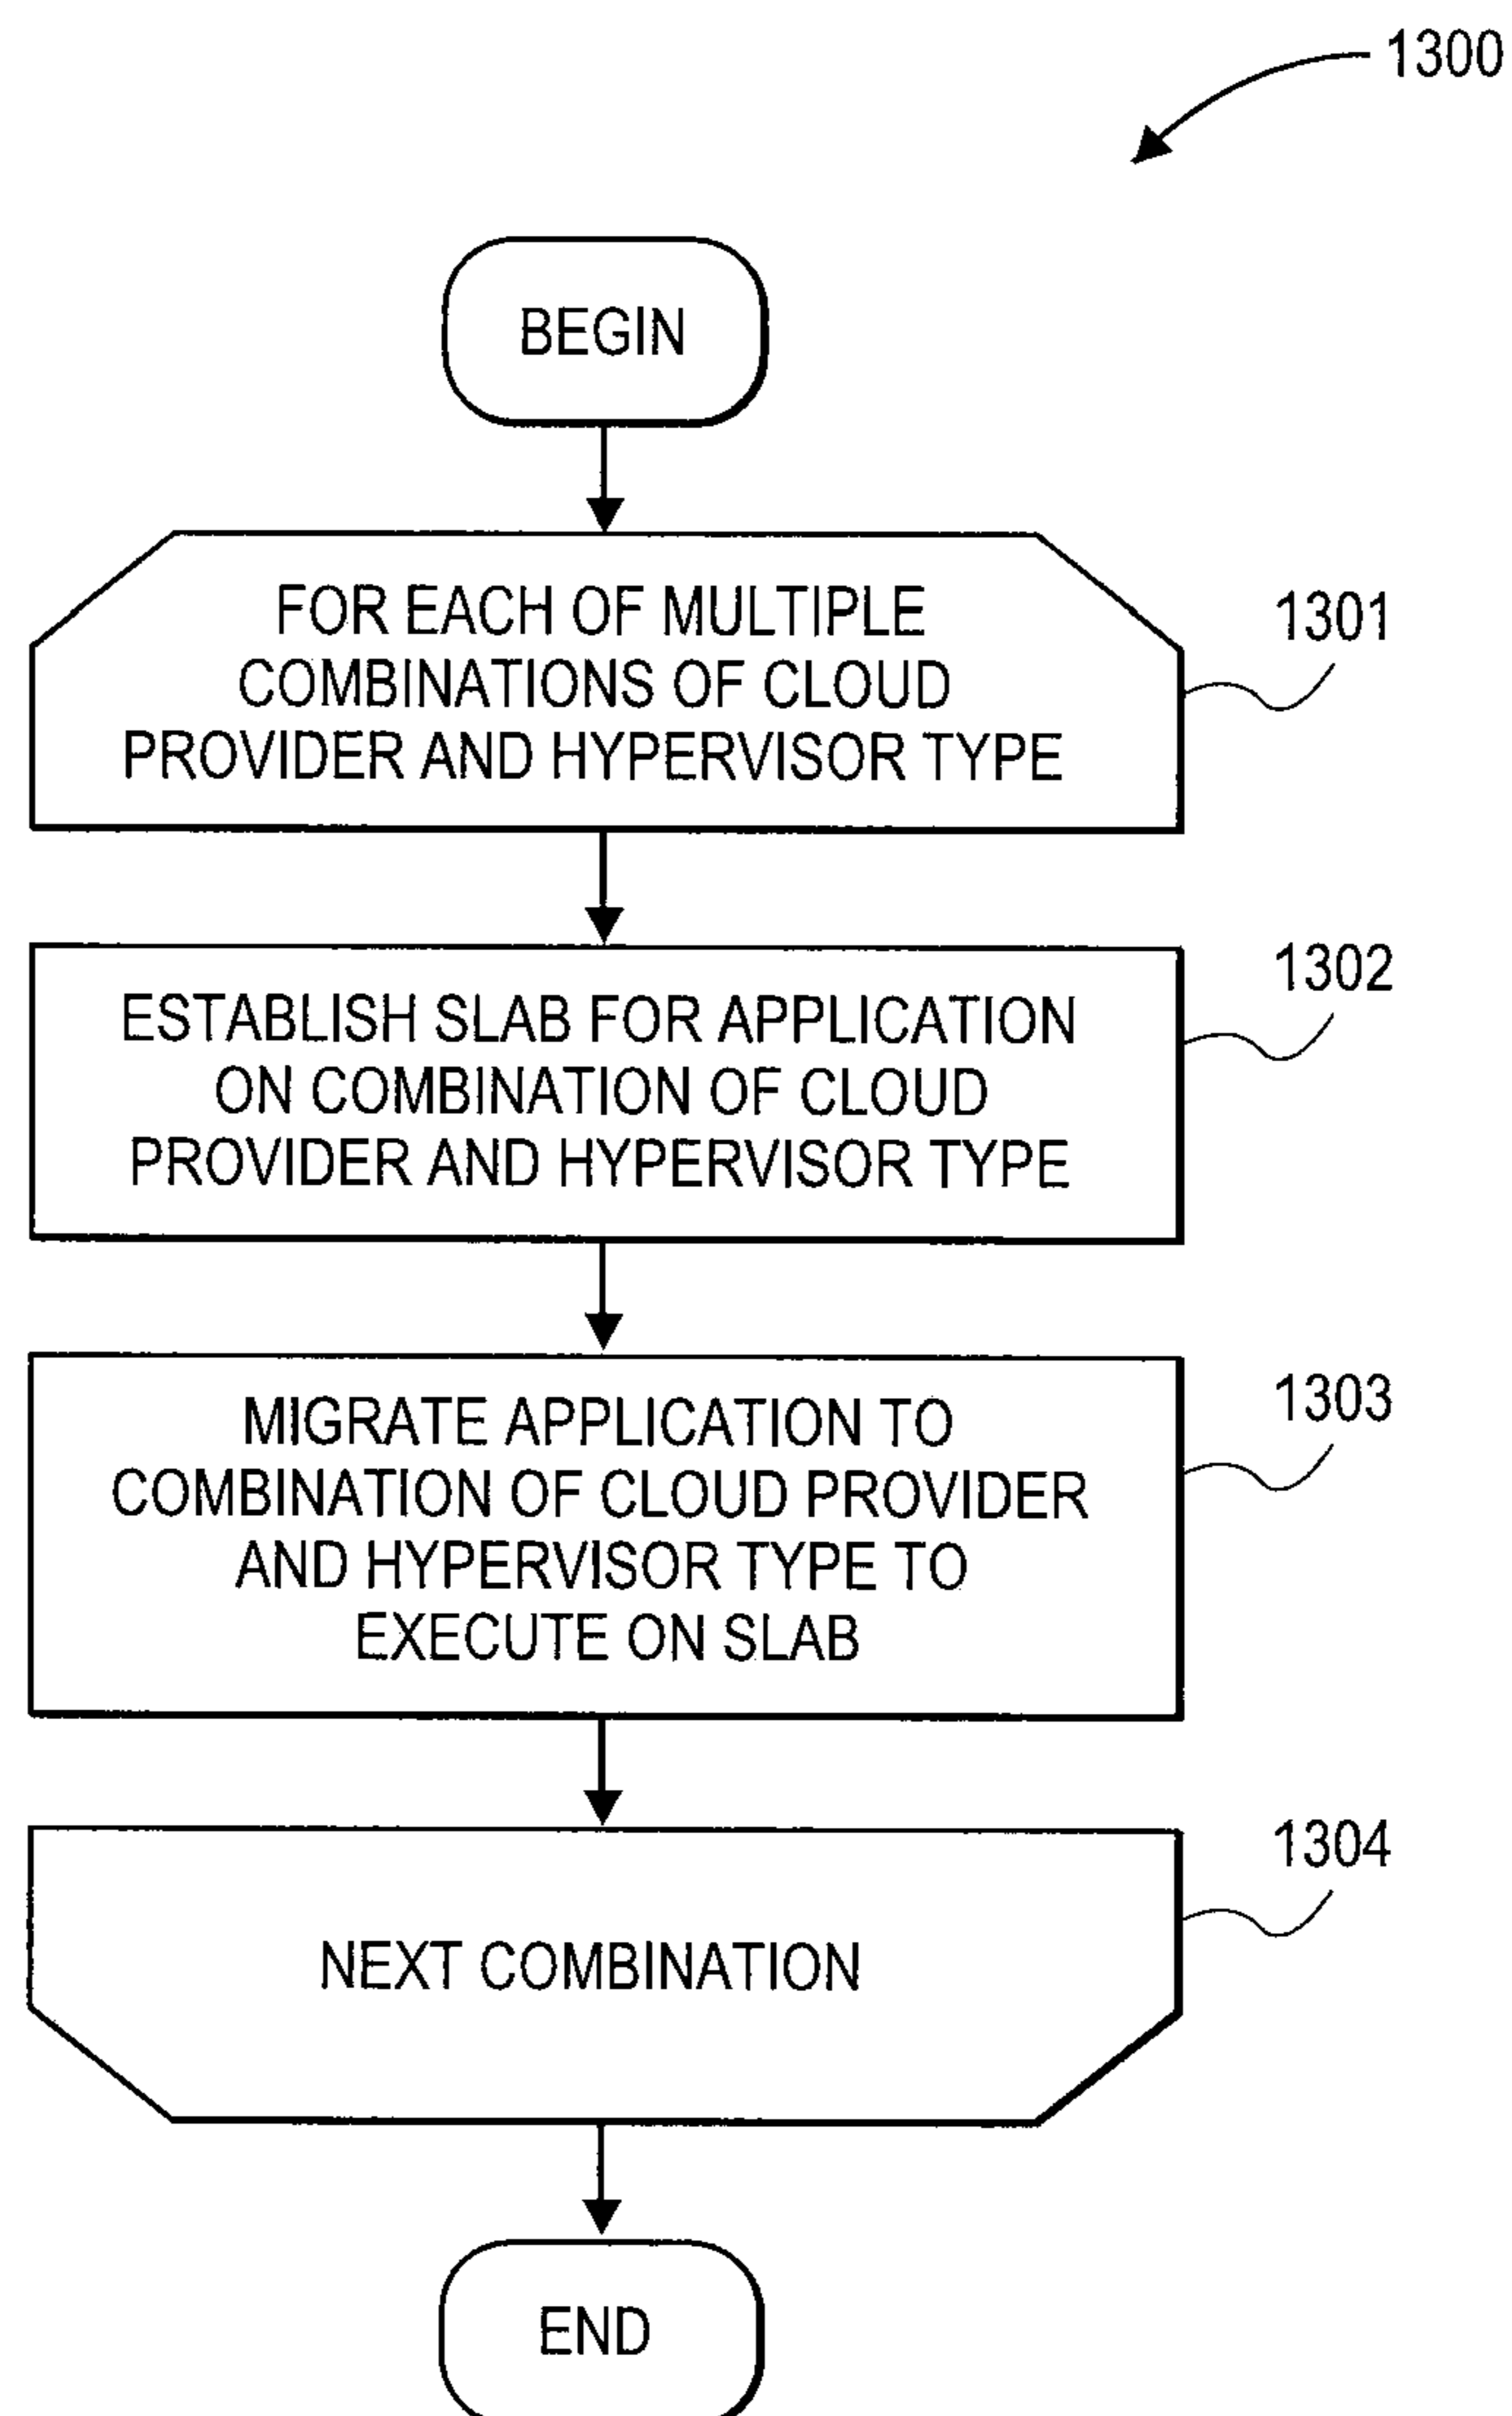 1300
BEGIN
FOR EACH OF MULTIPLE
COMBINATIONS OF CLOUD
PROVIDER AND HYPERVISOR TYPE
1301
ESTABLISH SLAB FOR APPLICATION
ON COMBINATION OF CLOUD
PROVIDER AND HYPERVISOR TYPE
1302
MIGRATE APPLICATION TO
COMBINATION OF CLOUD PROVIDER
AND HYPERVISOR TYPE TO
EXECUTE ON SLAB
1303
NEXT COMBINATION
1304
END